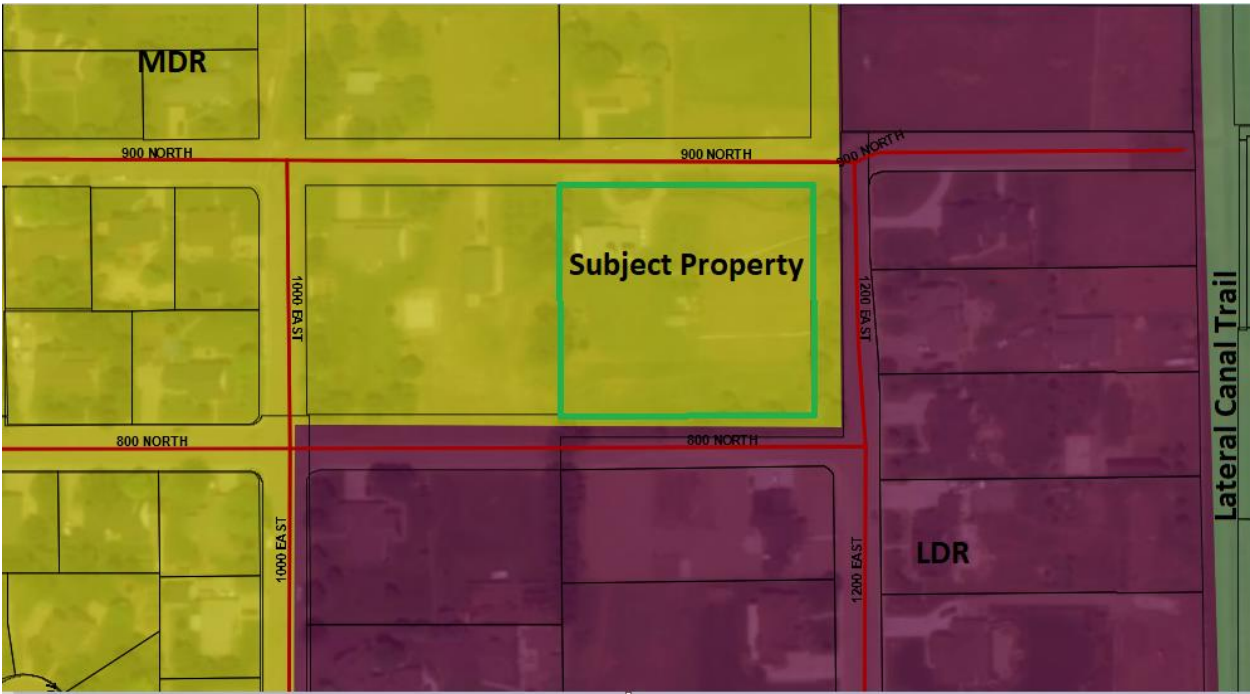 MDR
900 NORTH
900 NORTH
900 NORTH
Subject Property
1000 EAST
1200 EAST
Lateral Canal Trail
800 NORTH
800 NORTH
1000 EAST
1200 EAST
LDR